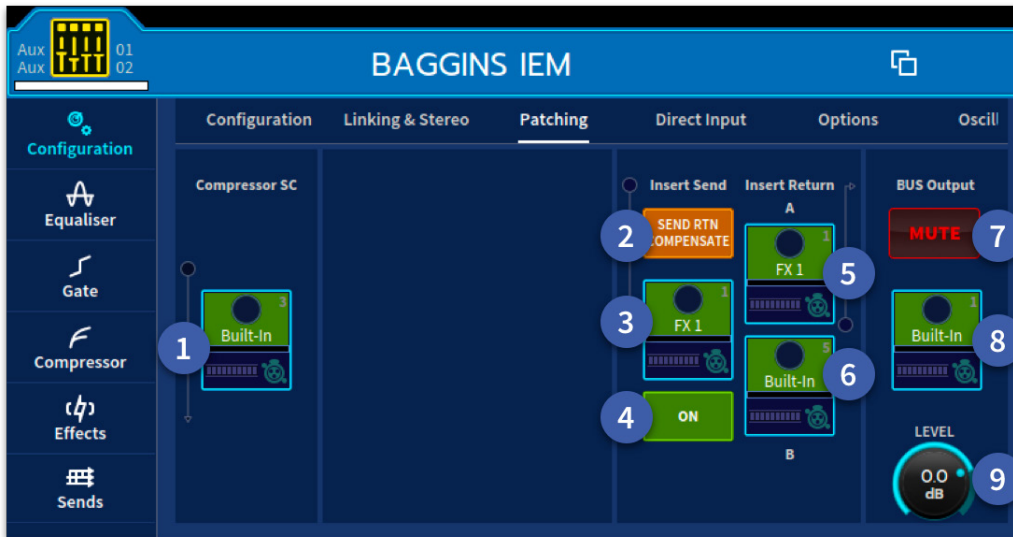 Aux 01
Aux 02
BAGGINS IEM
Configuration
Equaliser
Gate
Compressor
Effects
Sends
Configuration Linking & Stereo Patching Direct Input Options Oscill
Compressor SC
3
Built-In
1
Insert Send
2
SEND RTN
COMPENSATE
1
FX 1
3
4
ON
Insert Return
A
1
FX 1
5
5
Built-In
6
B
BUS Output
MUTE
7
1
Built-In
8
LEVEL
0.0
dB
9